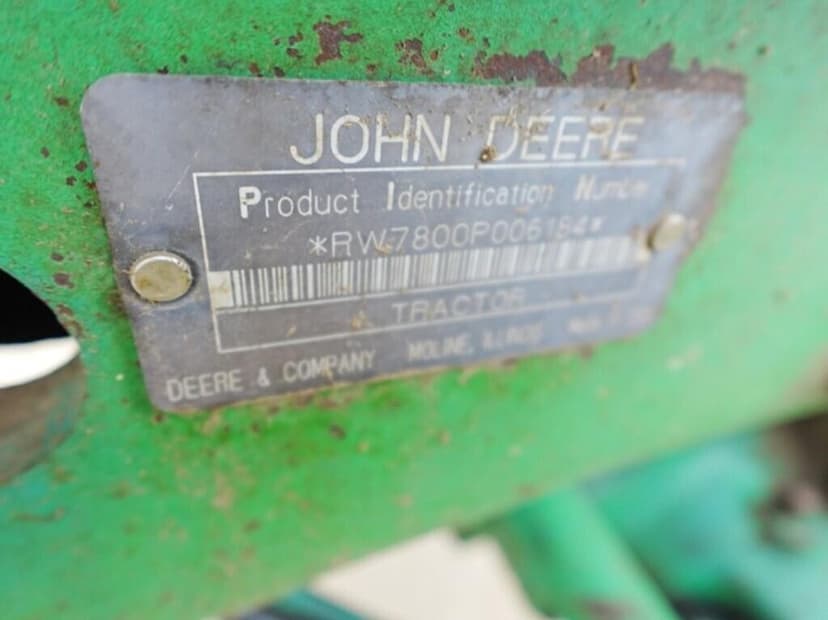 JOHN DEERE
Product Identification Number
*RW7800P006184*
TRACTOR
DEERE & COMPANY MOLINE, ILLINOIS